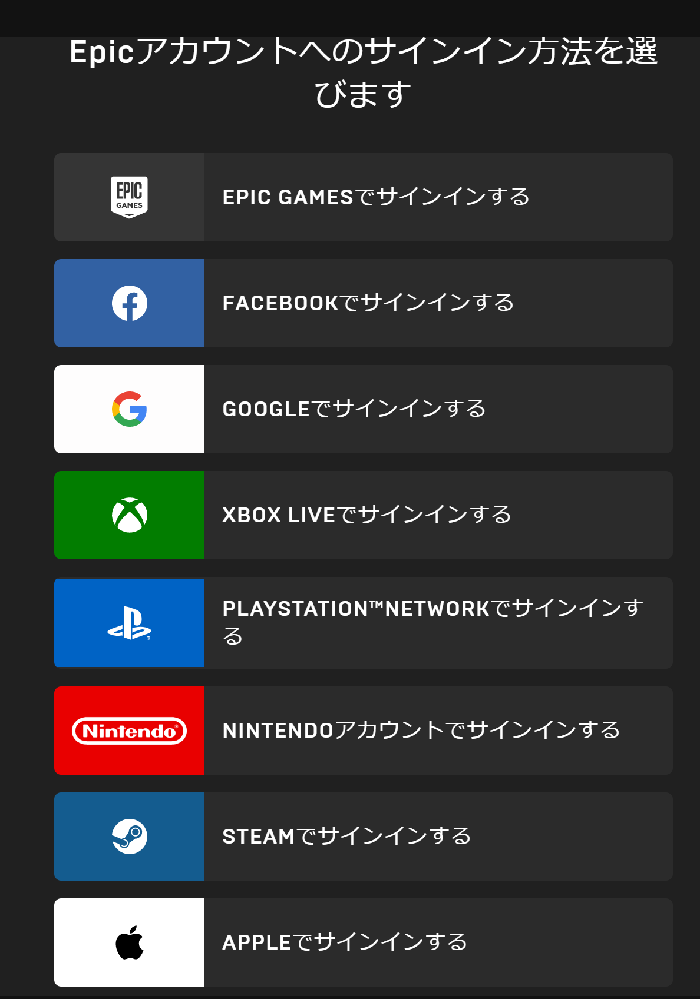 Epicアカウントへのサインイン方法を選
びます
EPIC
GAMES
EPIC GAMESでサインインする
FACEBOOKでサインインする
GOOGLEでサインインする
XBOX LIVEでサインインする
PLAYSTATION™NETWORKでサインインす
る
Nintendo®
NINTENDOアカウントでサインインする
STEAMでサインインする
APPLEでサインインする